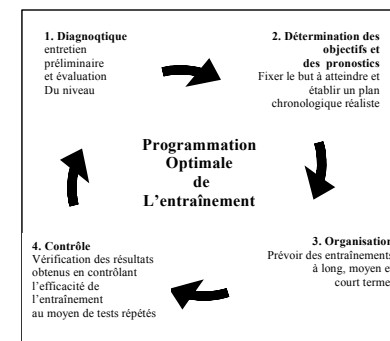 1. Diagnoqtique
entretien
préliminaire
et évaluation
Du niveau
2. Détermination des
objectifs et
des pronostics
Fixer le but à atteindre et
établir un plan
chronologique réaliste
Programmation
Optimale
de
L'entraînement
3. Organisation
Prévoir des entraînements
à long, moyen e
court terme
4. Contrôle
Vérification des résultats
obtenus en contrôlant
l'efficacité de
l'entraînement
au moyen de tests répétés